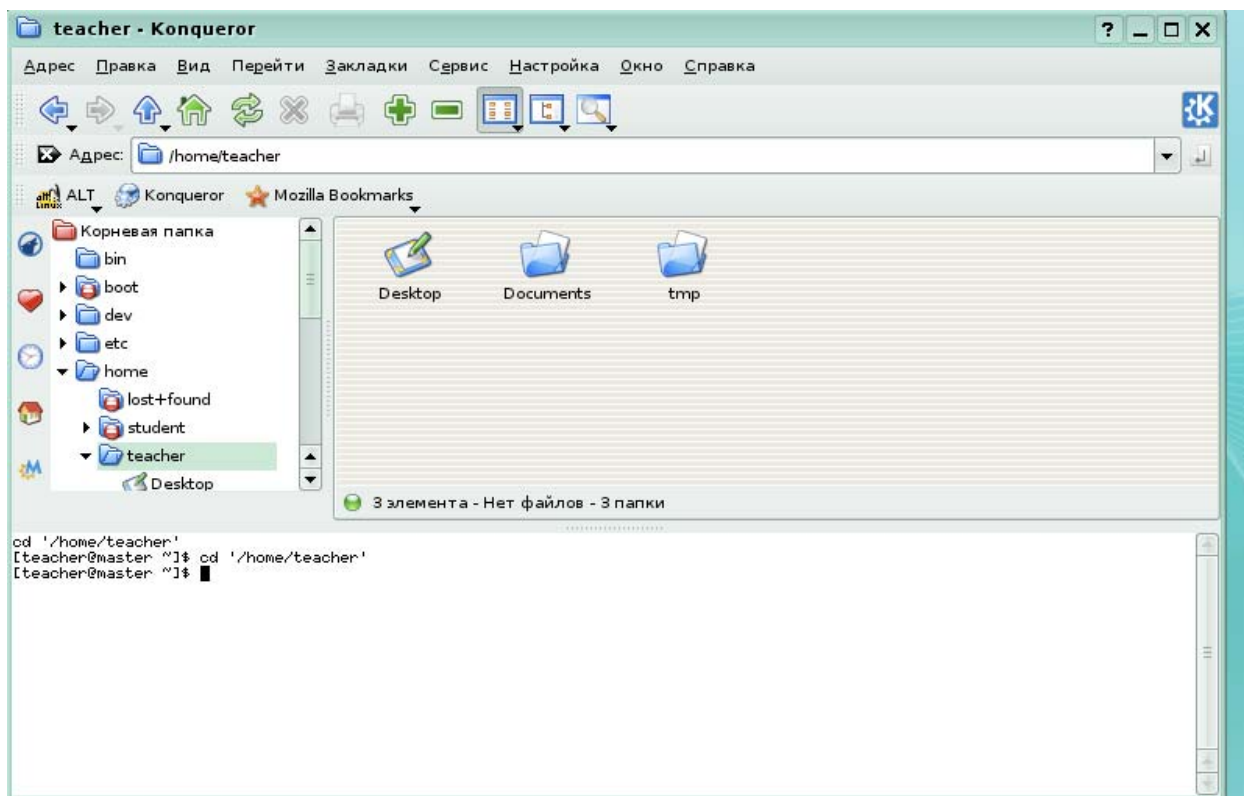 teacher - Konqueror
Адрес Правка Вид Перейти Закладки Сервис Настройка Окно Справка
Адрес: /home/teacher
ALT Konqueror Mozilla Bookmarks
Корневая папка
bin
boot
dev
etc
home
lost+found
student
teacher
Desktop
Desktop Documents tmp
3 элемента - Нет файлов - 3 папки
cd '/home/teacher'
[teacher@master ~]$ cd '/home/teacher'
[teacher@master ~]$